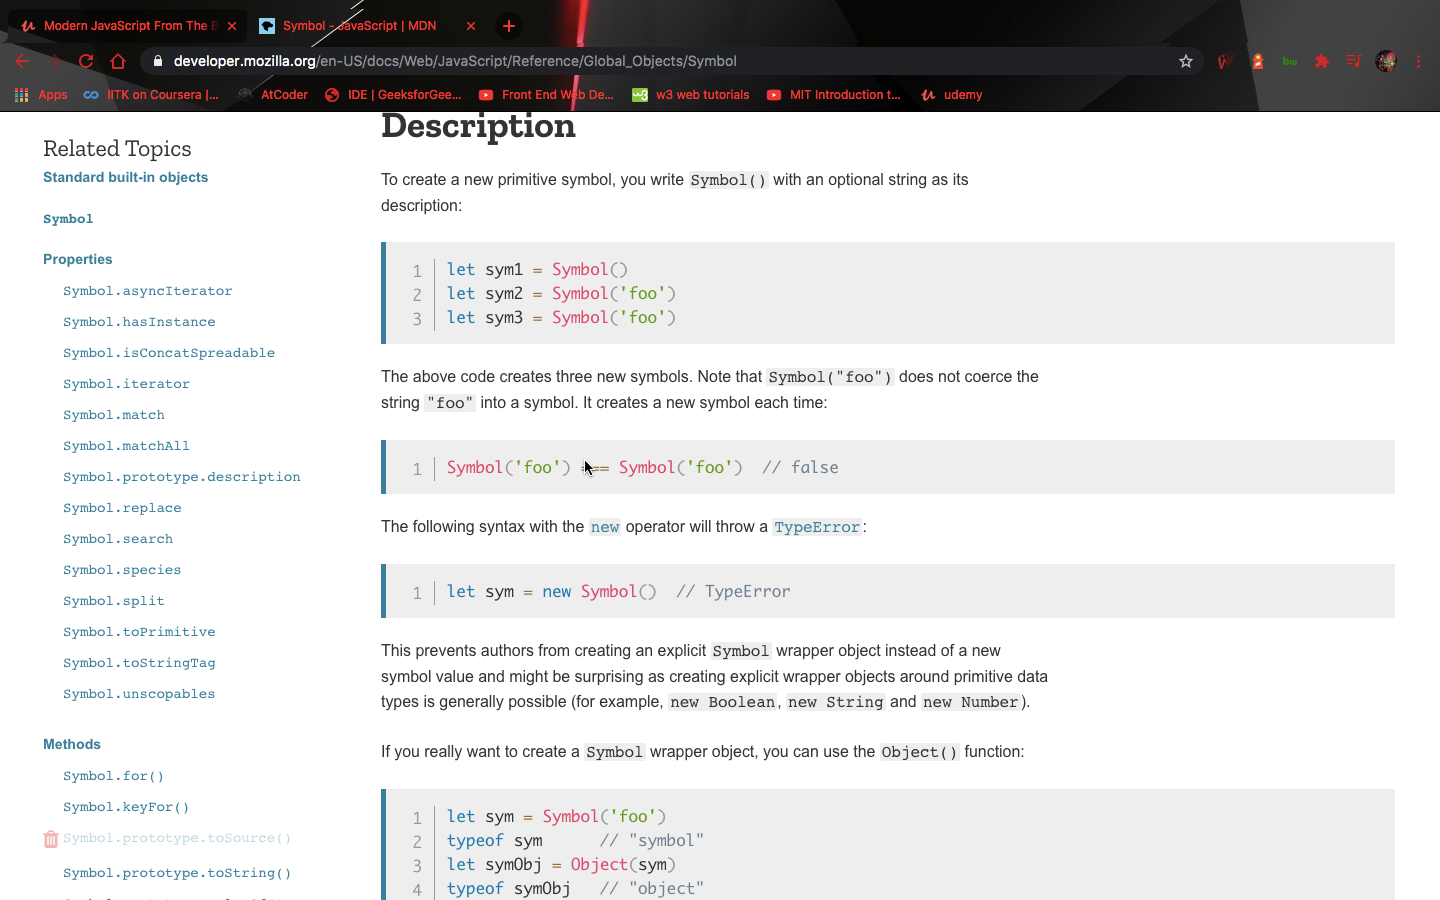 Modern JavaScript From The B
Symbol - JavaScript | MDN
developer.mozilla.org/en-US/docs/Web/JavaScript/Reference/Global_Objects/Symbol
Apps IITK on Coursera |... AtCoder IDE | GeeksforGee... Front End Web De... w3 web tutorials MIT Introduction t... udemy
Related Topics
Standard built-in objects
Symbol
Properties
Symbol.asyncIterator
Symbol.hasInstance
Symbol.isConcatSpreadable
Symbol.iterator
Symbol.match
Symbol.matchAll
Symbol.prototype.description
Symbol.replace
Symbol.search
Symbol.species
Symbol.split
Symbol.toPrimitive
Symbol.toStringTag
Symbol.unscopables
Methods
Symbol.for()
Symbol.keyFor()
Symbol.prototype.toSource()
Symbol.prototype.toString()
Description
To create a new primitive symbol, you write Symbol() with an optional string as its
description:
1 let sym1 = Symbol()
2 let sym2 = Symbol('foo')
3 let sym3 = Symbol('foo')
The above code creates three new symbols. Note that Symbol("foo") does not coerce the
string "foo" into a symbol. It creates a new symbol each time:
1 Symbol('foo') === Symbol('foo') // false
The following syntax with the new operator will throw a TypeError:
1 let sym = new Symbol() // TypeError
This prevents authors from creating an explicit Symbol wrapper object instead of a new
symbol value and might be surprising as creating explicit wrapper objects around primitive data
types is generally possible (for example, new Boolean, new String and new Number).
If you really want to create a Symbol wrapper object, you can use the Object() function:
1 let sym = Symbol('foo')
2 typeof sym // "symbol"
3 let symObj = Object(sym)
4 typeof symObj // "object"